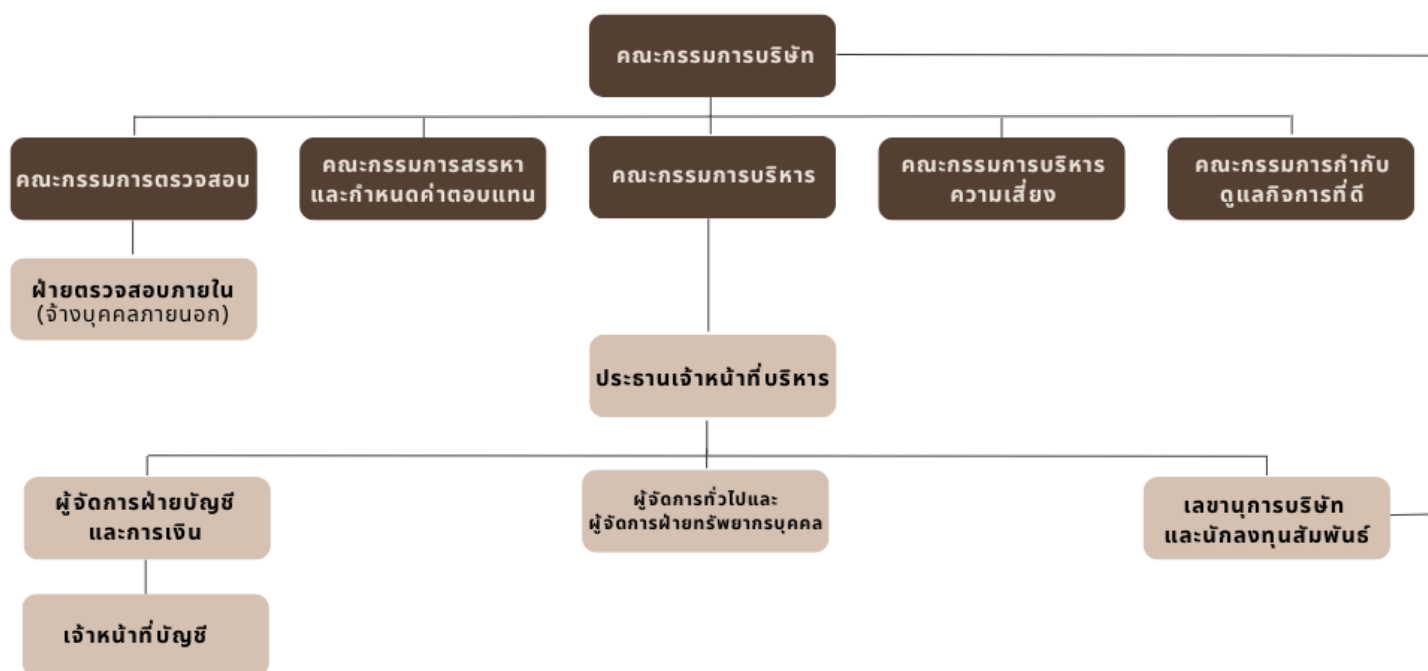 คณะกรรมการบริษัท
คณะกรรมการตรวจสอบ
คณะกรรมการสรรหา
และกำหนดค่าตอบแทน
คณะกรรมการบริหาร
คณะกรรมการบริหาร
ความเสี่ยง
คณะกรรมการกำกับ
ดูแลกิจการที่ดี
ฝ่ายตรวจสอบภายใน
(จ้างบุคคลภายนอก)
ประธานเจ้าหน้าที่บริหาร
ผู้จัดการฝ่ายบัญชี
และการเงิน
ผู้จัดการทั่วไปและ
ผู้จัดการฝ่ายทรัพยากรบุคคล
เลขานุการบริษัท
และนักลงทุนสัมพันธ์
เจ้าหน้าที่บัญชี